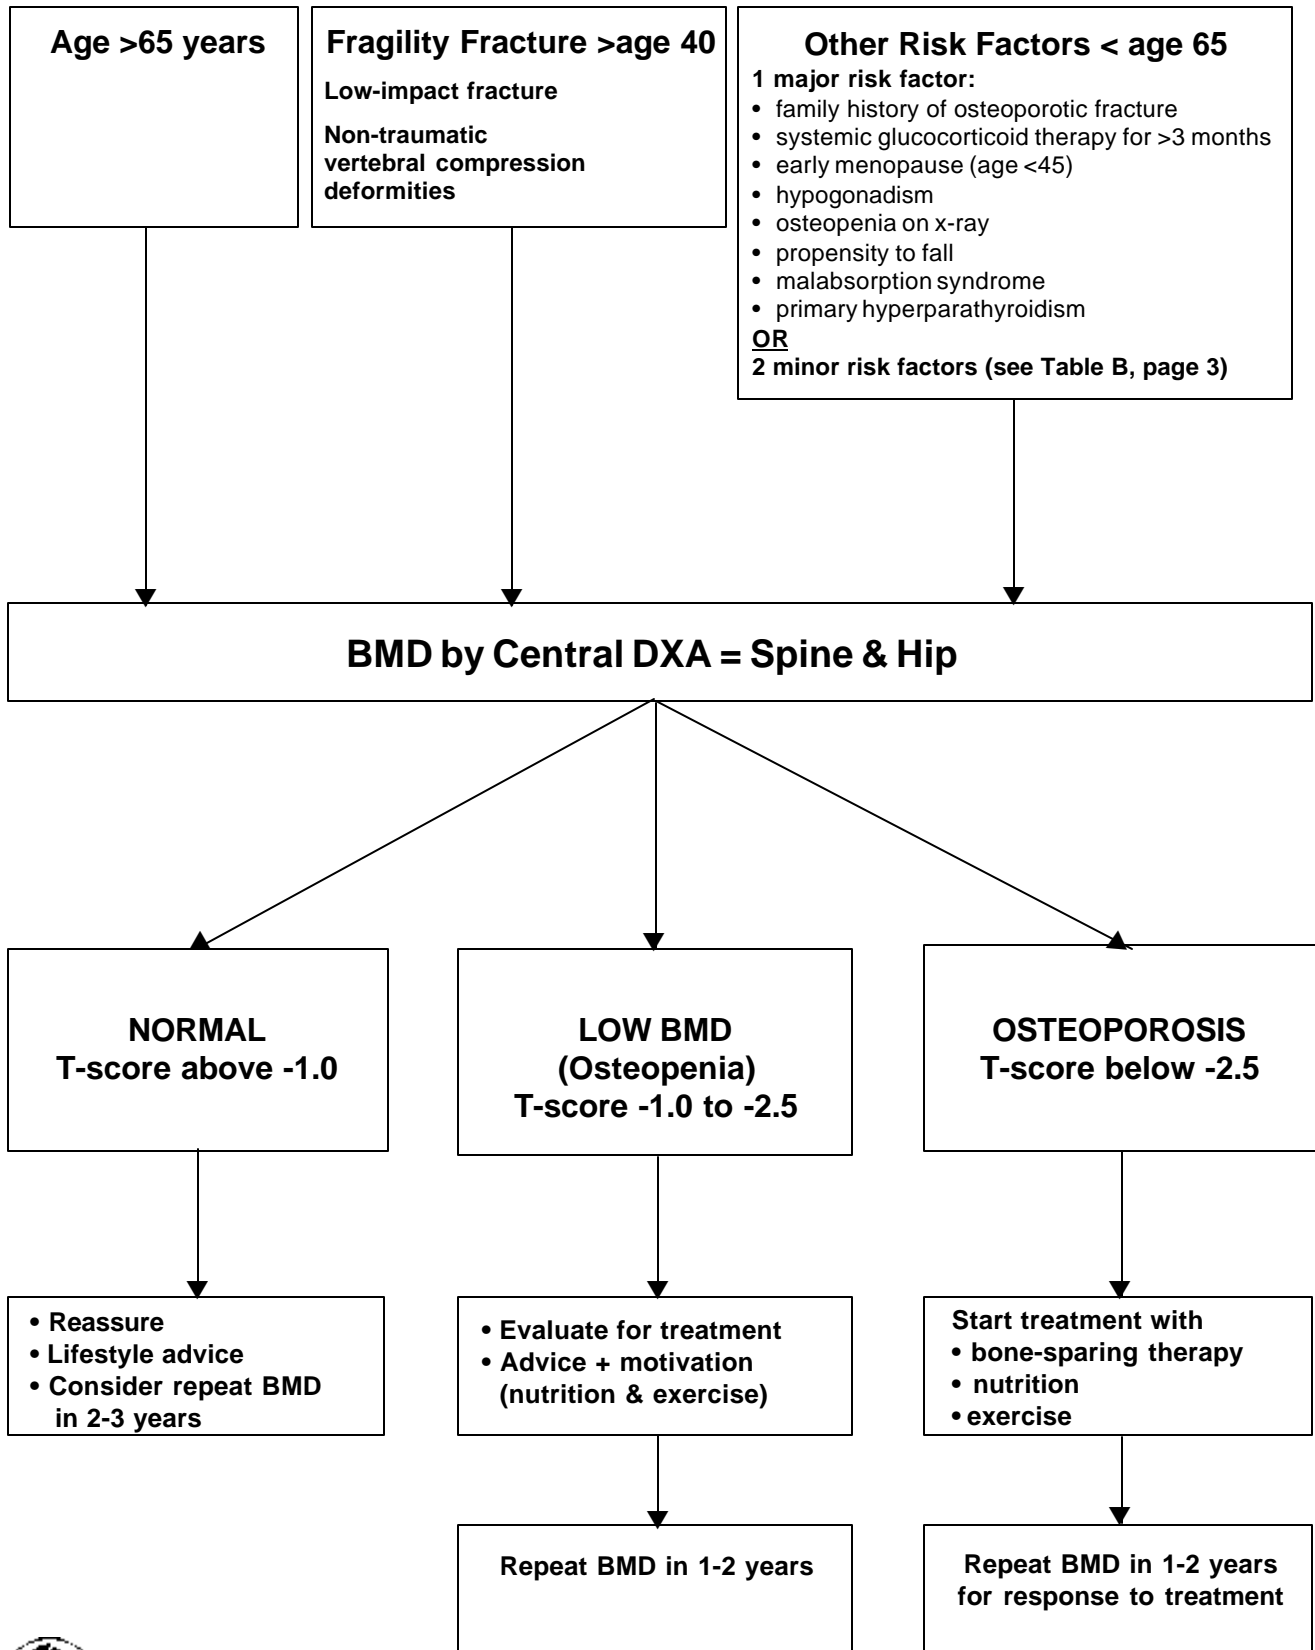 Age >65 years
Fragility Fracture >age 40
Low-impact fracture
Non-traumatic
vertebral compression
deformities
Other Risk Factors < age 65
1 major risk factor:
• family history of osteoporotic fracture
• systemic glucocorticoid therapy for >3 months
• early menopause (age <45)
• hypogonadism
• osteopenia on x-ray
• propensity to fall
• malabsorption syndrome
• primary hyperparathyroidism
OR
2 minor risk factors (see Table B, page 3)
BMD by Central DXA = Spine & Hip
NORMAL
T-score above -1.0
LOW BMD
(Osteopenia)
T-score -1.0 to -2.5
OSTEOPOROSIS
T-score below -2.5
• Reassure
• Lifestyle advice
• Consider repeat BMD
in 2-3 years
• Evaluate for treatment
• Advice + motivation
(nutrition & exercise)
Start treatment with
• bone-sparing therapy
• nutrition
• exercise
Repeat BMD in 1-2 years
Repeat BMD in 1-2 years
for response to treatment